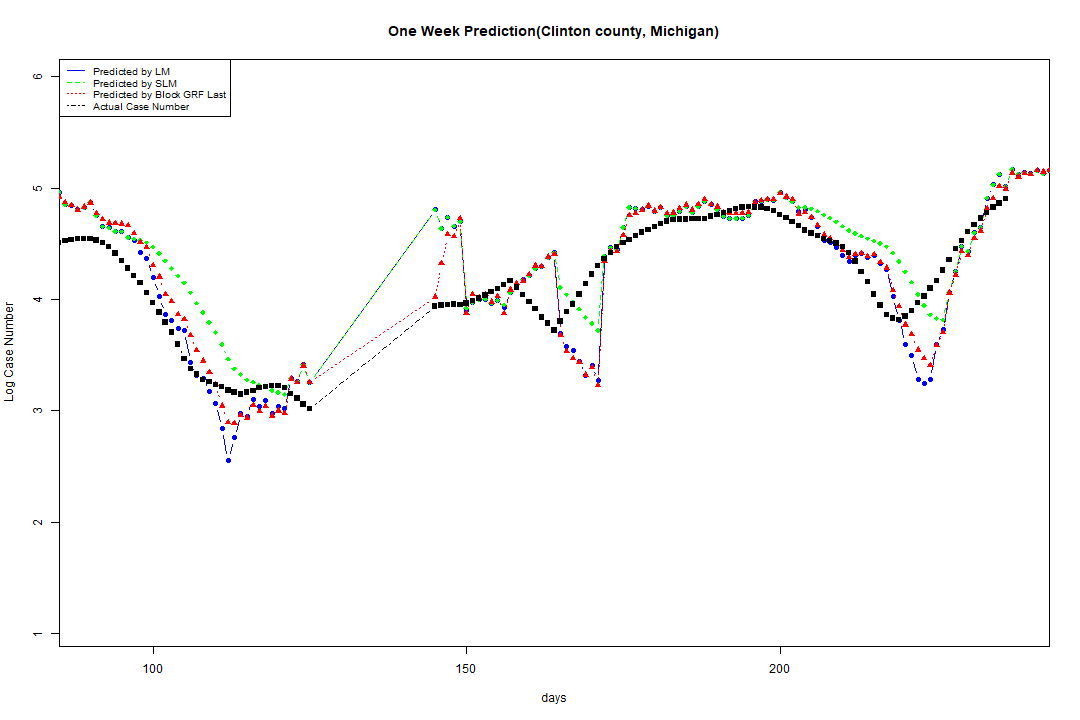 One Week Prediction(Clinton county, Michigan)
Predicted by LM
Predicted by SLM
Predicted by Block GRF Last
Actual Case Number
6
5
4
3
2
1
Log Case Number
100 150 200
days